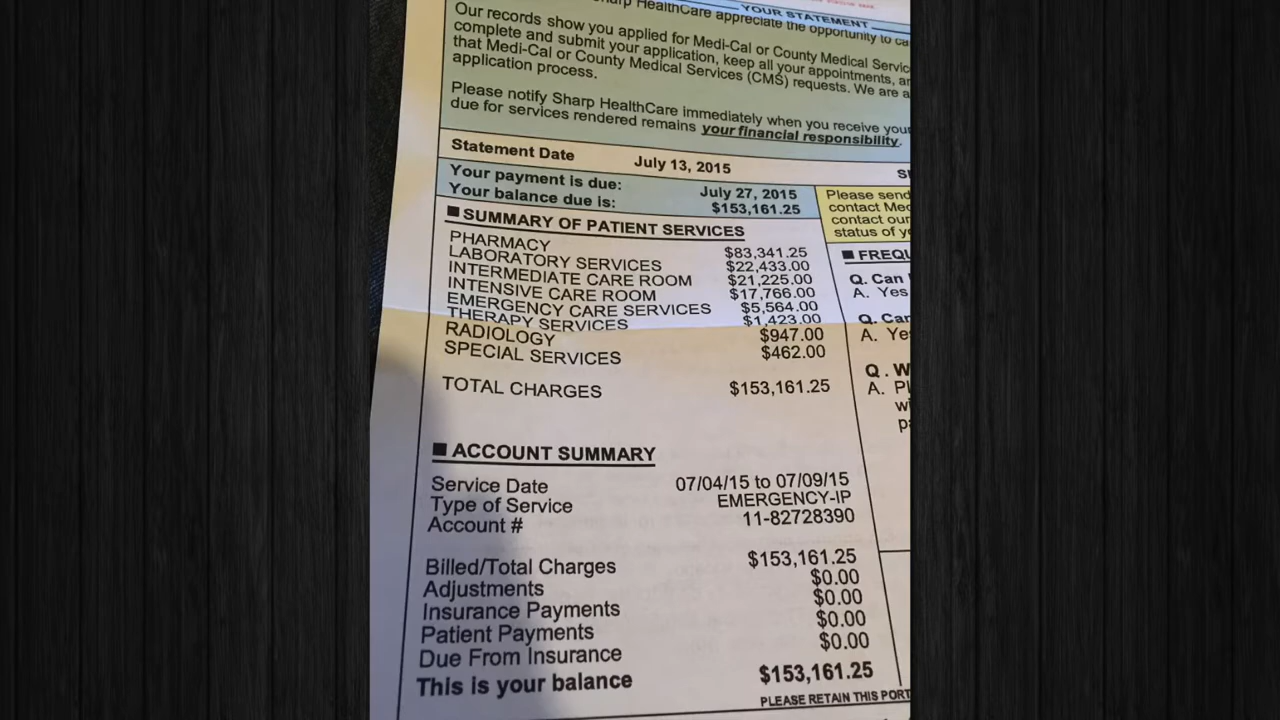 YOUR STATEMENT
Sharp HealthCare appreciate the opportunity to
Our records show you applied for Medi-Cal or County Medical
complete and submit your application, keep all your appointments,
that Medi-Cal or County Medical Services (CMS) requests. We are
application process.
Please notify Sharp HealthCare immediately when you receive
due for services rendered remains your financial responsibility.
Statement Date July 13, 2015
Your payment is due: July 27, 2015
Your balance due is: $153,161.25
Please send
contact
contact our
status of
■ SUMMARY OF PATIENT SERVICES
PHARMACY $83,341.25
LABORATORY SERVICES $22,433.00
INTERMEDIATE CARE ROOM $21,225.00
INTENSIVE CARE ROOM $17,766.00
EMERGENCY CARE SERVICES $5,564.00
THERAPY SERVICES $1,423.00
RADIOLOGY $947.00
SPECIAL SERVICES $462.00
TOTAL CHARGES $153,161.25
■ FREQU
Q. Can
A. Yes
Q. Can
A. Ye
Q. W
A. Pl
wi
■ ACCOUNT SUMMARY
Service Date 07/04/15 to 07/09/15
Type of Service EMERGENCY-IP
Account # 11-82728390
Billed/Total Charges $153,161.25
Adjustments $0.00
Insurance Payments $0.00
Patient Payments $0.00
Due From Insurance $0.00
This is your balance $153,161.25
PLEASE RETAIN THIS PORT